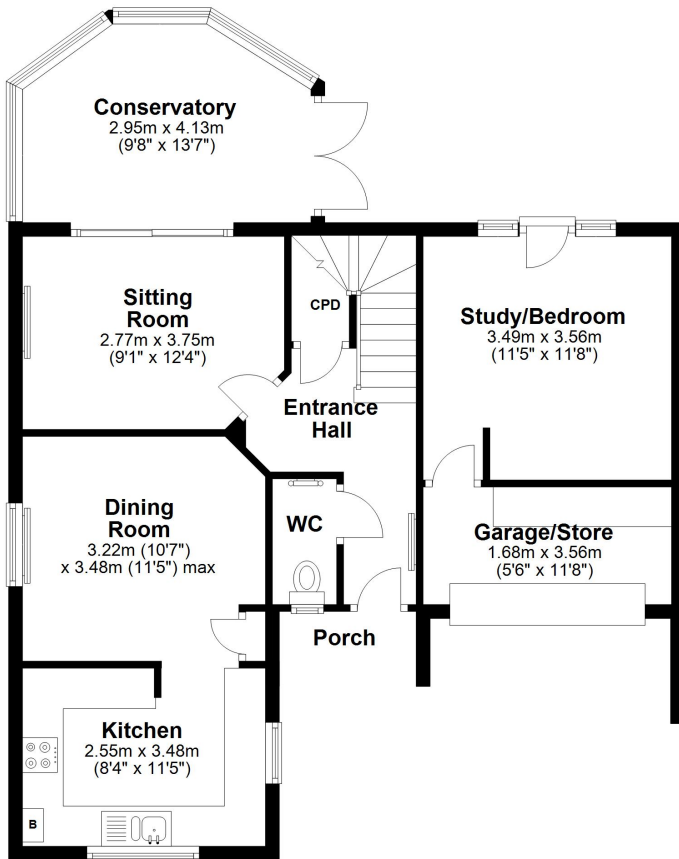 Conservatory
2.95m x 4.13m
(9'8" x 13'7")
Sitting
Room
2.77m x 3.75m
(9'1" x 12'4")
CPD
Study/Bedroom
3.49m x 3.56m
(11'5" x 11'8")
Entrance
Hall
Dining
Room
3.22m (10'7")
x 3.48m (11'5") max
WC
Garage/Store
1.68m x 3.56m
(5'6" x 11'8")
Porch
Kitchen
2.55m x 3.48m
(8'4" x 11'5")
B